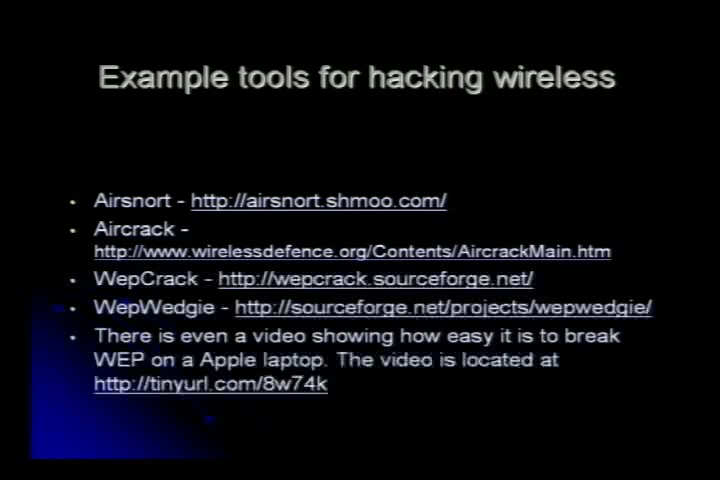 Example tools for hacking wireless
• Airsnort - http://airsnort.shmoo.com/
• Aircrack -
http://www.wirelessdefence.org/Contents/AircrackMain.htm
• WepCrack - http://wepcrack.sourceforge.net/
• WepWedgie - http://sourceforge.net/projects/wepwedgie/
• There is even a video showing how easy it is to break
WEP on a Apple laptop. The video is located at
http://tinyurl.com/8w74k